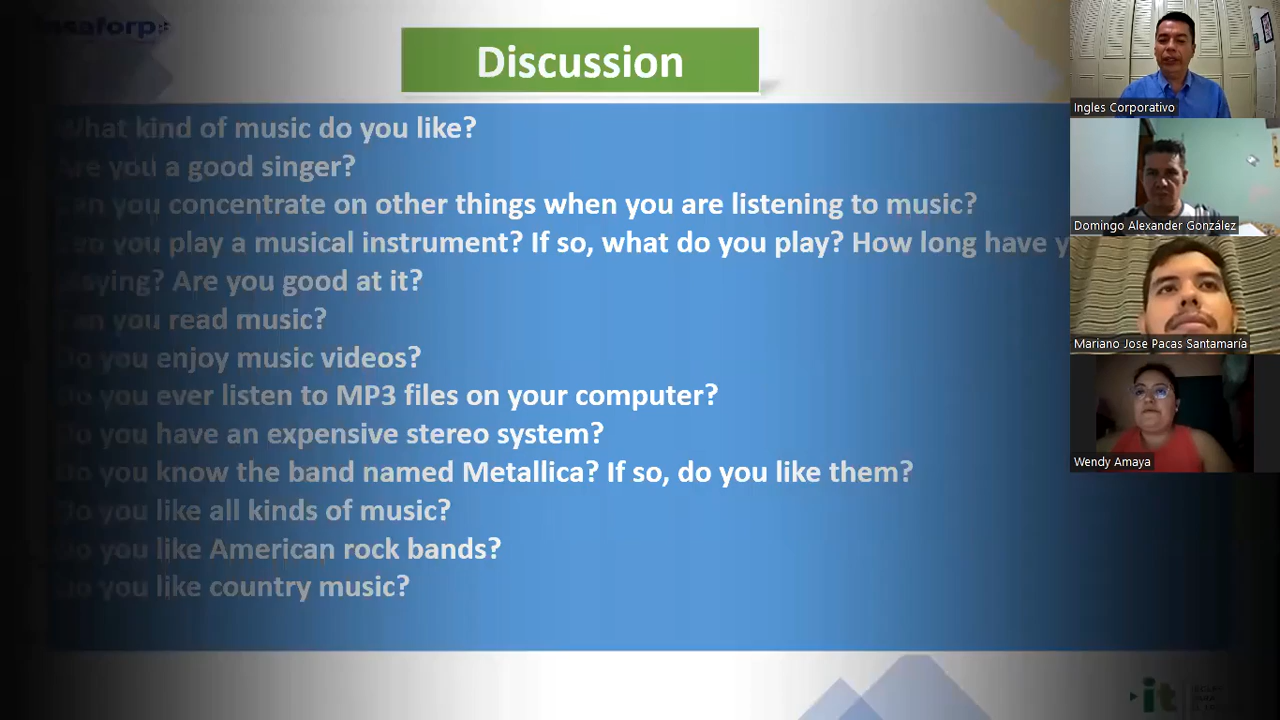 Discussion
What kind of music do you like?
Are you a good singer?
Can you concentrate on other things when you are listening to music?
Can you play a musical instrument? If so, what do you play? How long have
playing? Are you good at it?
Can you read music?
Do you enjoy music videos?
Do you ever listen to MP3 files on your computer?
Do you have an expensive stereo system?
Do you know the band named Metallica? If so, do you like them?
Do you like all kinds of music?
Do you like American rock bands?
Do you like country music?
Ingles Corporativo
Domingo Alexander González
Mariano Jose Pacas Santamaría
Wendy Amaya
it